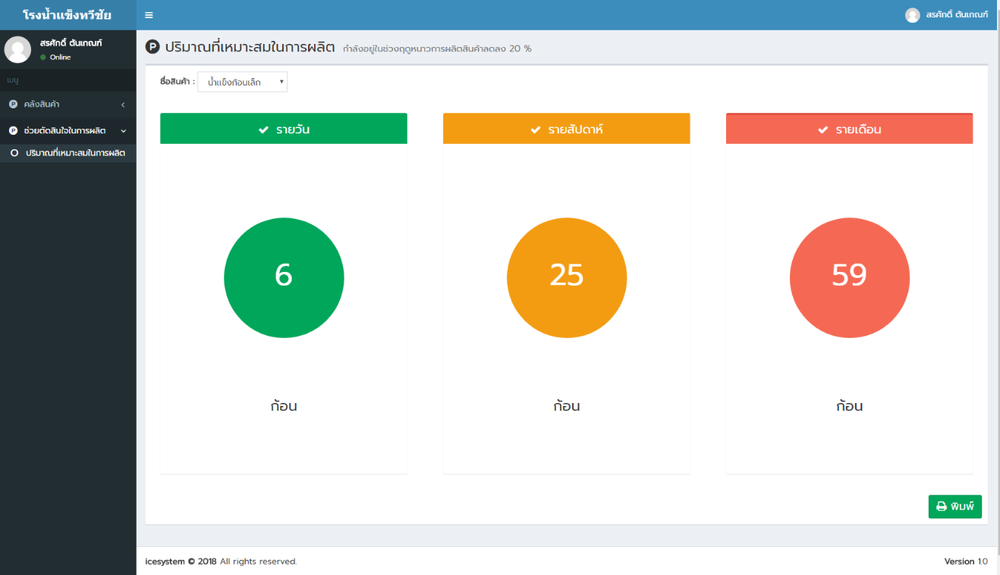 โรงน้ำแข็งทวีชัย
สรศักดิ์ ตันเกณฑ์
สรศักดิ์ ตันเกณฑ์
Online
เมนู
คลังสินค้า
ช่วยตัดสินใจในการผลิต
ปริมาณที่เหมาะสมในการผลิต
ปริมาณที่เหมาะสมในการผลิต กำลังอยู่ในช่วงฤดูหนาวการผลิตสินค้าลดลง 20 %
ชื่อสินค้า : น้ำแข็งก้อนเล็ก
รายวัน
6
ก้อน
รายสัปดาห์
25
ก้อน
รายเดือน
59
ก้อน
พิมพ์
icesystem © 2018 All rights reserved.
Version 1.0